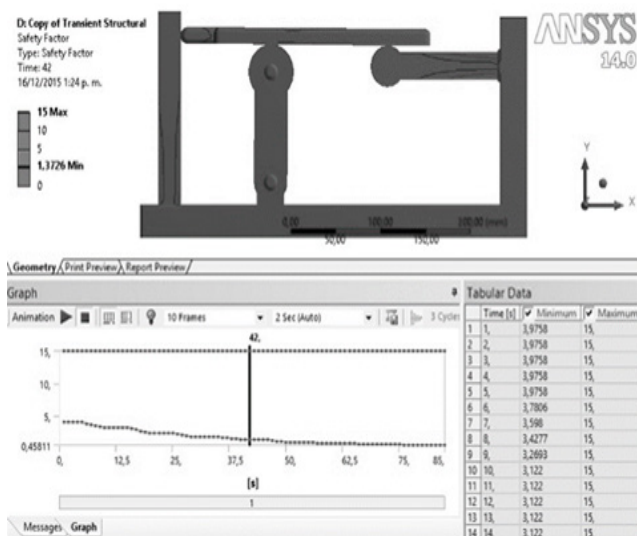 D: Copy of Transient Structural
Safety Factor
Type: Safety Factor
Time: 42
16/12/2015 1:24 p. m.
15 Max
10
5
1,3726 Min
0
ANSYS
14.0
Y
X
0,00 100,00 200,00 (mm)
50,00 150,00
Geometry Print Preview Report Preview
Graph
Animation 10 Frames 2 Sec (Auto) 3 Cycles
42,
15,
10,
5,
0,45811
0, 12,5 25, 37,5 50, 62,5 75, 85,
[s]
1
Messages Graph
Tabular Data
Time [s] Minimum Maximum
1 1, 3,9758 15,
2 2, 3,9758 15,
3 3, 3,9758 15,
4 4, 3,9758 15,
5 5, 3,9758 15,
6 6, 3,7806 15,
7 7, 3,598 15,
8 8, 3,4277 15,
9 9, 3,2693 15,
10 10, 3,122 15,
11 11, 3,122 15,
12 12, 3,122 15,
13 13, 3,122 15,
14 14, 3,122 15,